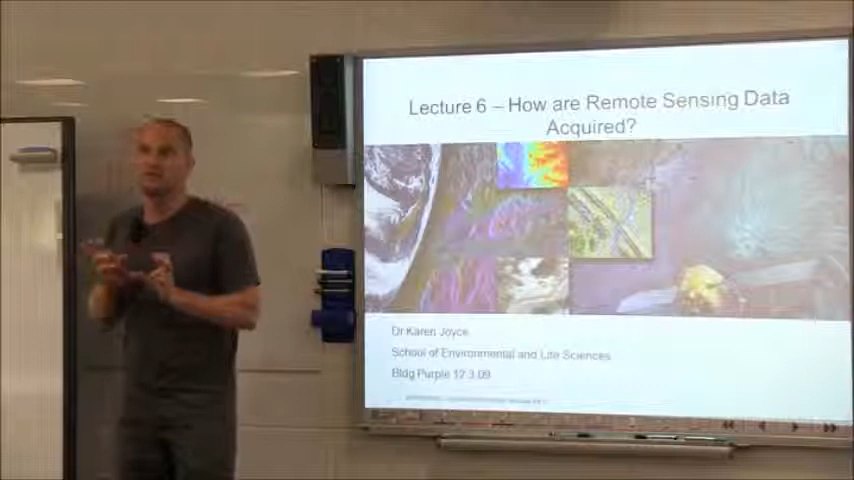 Lecture 6 – How are Remote Sensing Data
Acquired?
Dr Karen Joyce
School of Environmental and Life Sciences
Bldg Purple 12.3.09